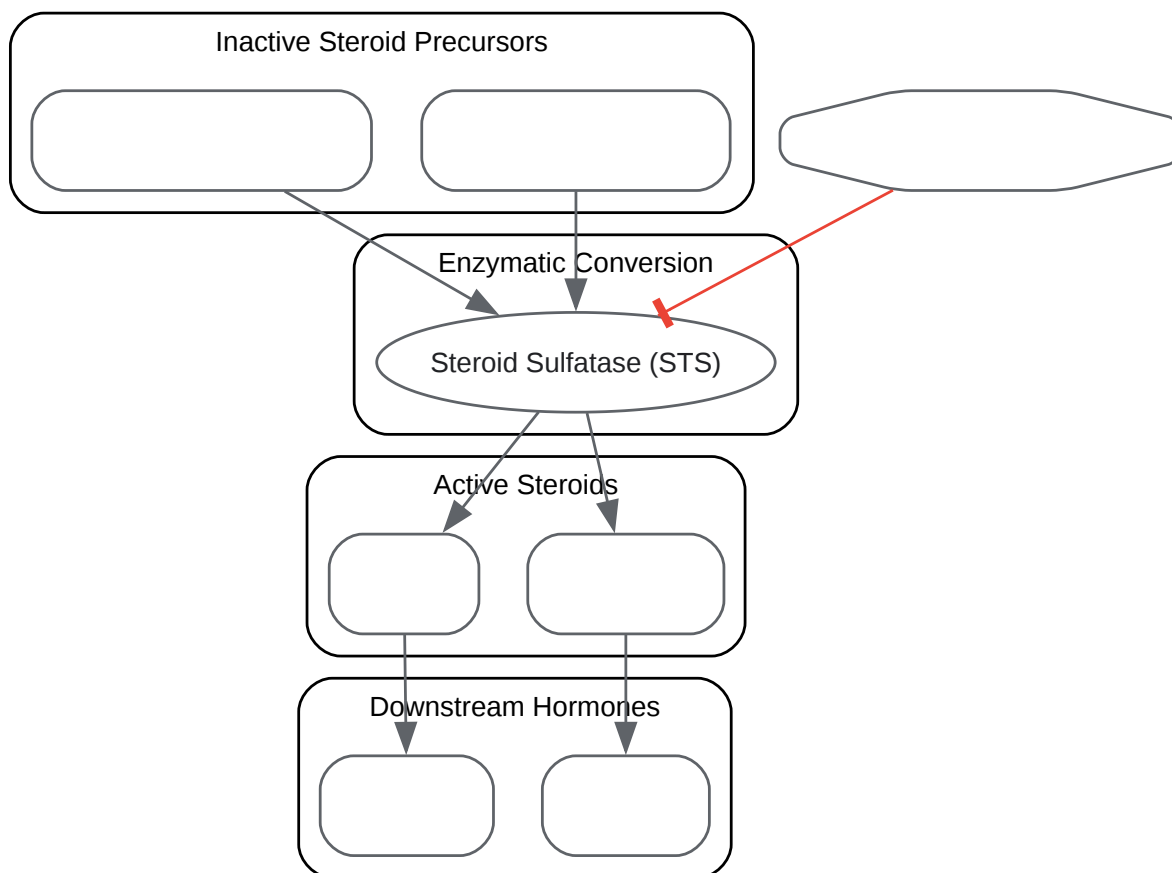 Inactive Steroid Precursors
Enzymatic Conversion
Steroid Sulfatase (STS)
Active Steroids
Downstream Hormones